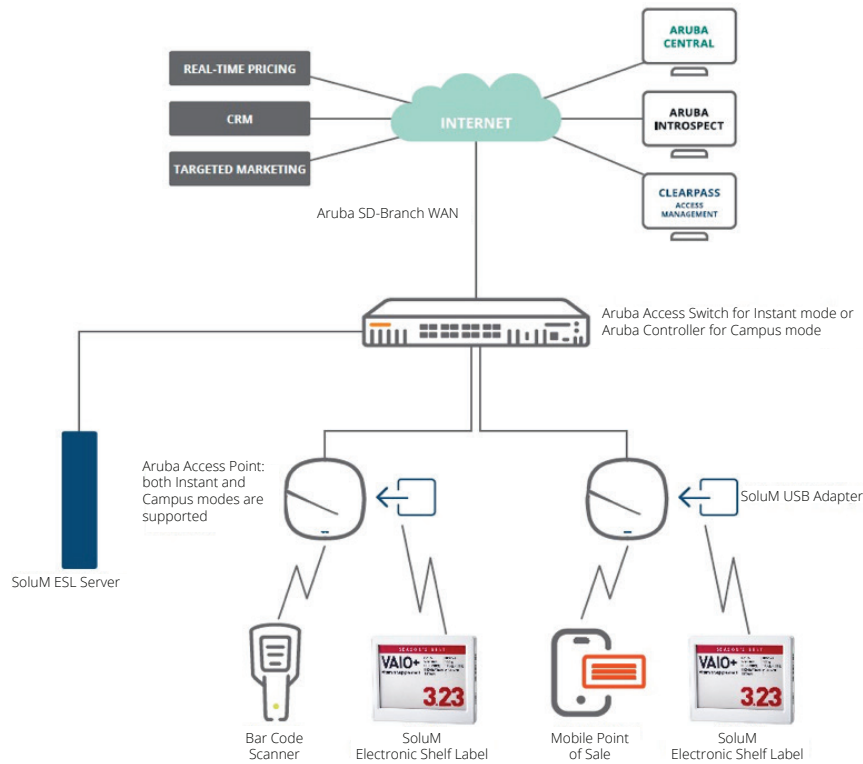 REAL-TIME PRICING
CRM
TARGETED MARKETING
INTERNET
ARUBA
CENTRAL
ARUBA
INTROSPECT
CLEARPASS
ACCESS
MANAGEMENT
Aruba SD-Branch WAN
Aruba Access Switch for Instant mode or
Aruba Controller for Campus mode
Aruba Access Point:
both Instant and
Campus modes are
supported
SoluM USB Adapter
SoluM ESL Server
VAIO+
3.23
VAIO+
3.23
Bar Code
Scanner
SoluM
Electronic Shelf Label
Mobile Point
of Sale
SoluM
Electronic Shelf Label